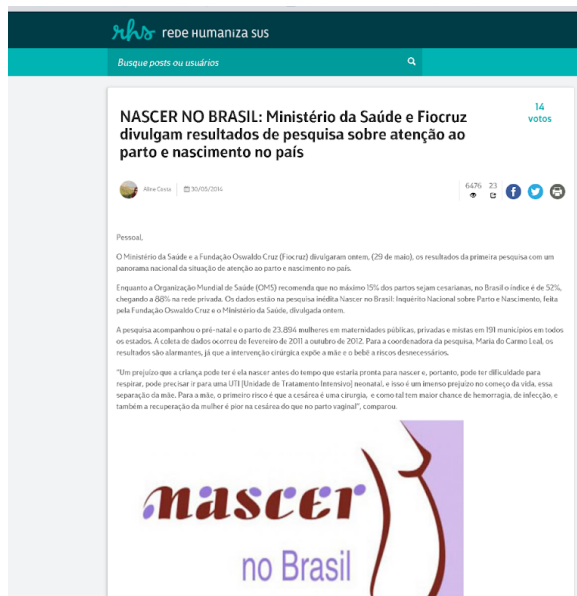 rhs REDE HUMANIZA SUS
Busque posts ou usuários
NASCER NO BRASIL: Ministério da Saúde e Fiocruz
divulgam resultados de pesquisa sobre atenção ao
parto e nascimento no país
14
votos
Aline Costa
30/05/2014
6476
23
Pessoal,
O Ministério da Saúde e a Fundação Oswaldo Cruz (Fiocruz) divulgaram ontem, (29 de maio), os resultados da primeira pesquisa com um
panorama nacional da situação de atenção ao parto e nascimento no país.
Enquanto a Organização Mundial de Saúde (OMS) recomenda que no máximo 15% dos partos sejam cesarianas, no Brasil o índice é de 52%,
chegando a 88% na rede privada. Os dados estão na pesquisa inédita Nascer no Brasil: Inquérito Nacional sobre Parto e Nascimento, feita
pela Fundação Oswaldo Cruz e o Ministério da Saúde, divulgada ontem.
A pesquisa acompanhou o pré-natal e o parto de 23.894 mulheres em maternidades públicas, privadas e mistas em 191 municípios em todos
os estados. A coleta de dados ocorreu de fevereiro de 2011 a outubro de 2012. Para a coordenadora da pesquisa, Maria do Carmo Leal, os
resultados são alarmantes, já que a intervenção cirúrgica expõe a mãe e o bebê a riscos desnecessários.
"Um prejuízo que a criança pode ter é ela nascer antes do tempo que estaria pronta para nascer e, portanto, pode ter dificuldade para
respirar, pode precisar ir para uma UTI [Unidade de Tratamento Intensivo] neonatal, e isso é um imenso prejuízo no começo da vida, essa
separação da mãe. Para a mãe, o primeiro risco é que a cesárea é uma cirurgia, e como tal tem maior chance de hemorragia, de infecção, e
também a recuperação da mulher é pior na cesárea do que no parto vaginal", comparou.
nascer
no Brasil